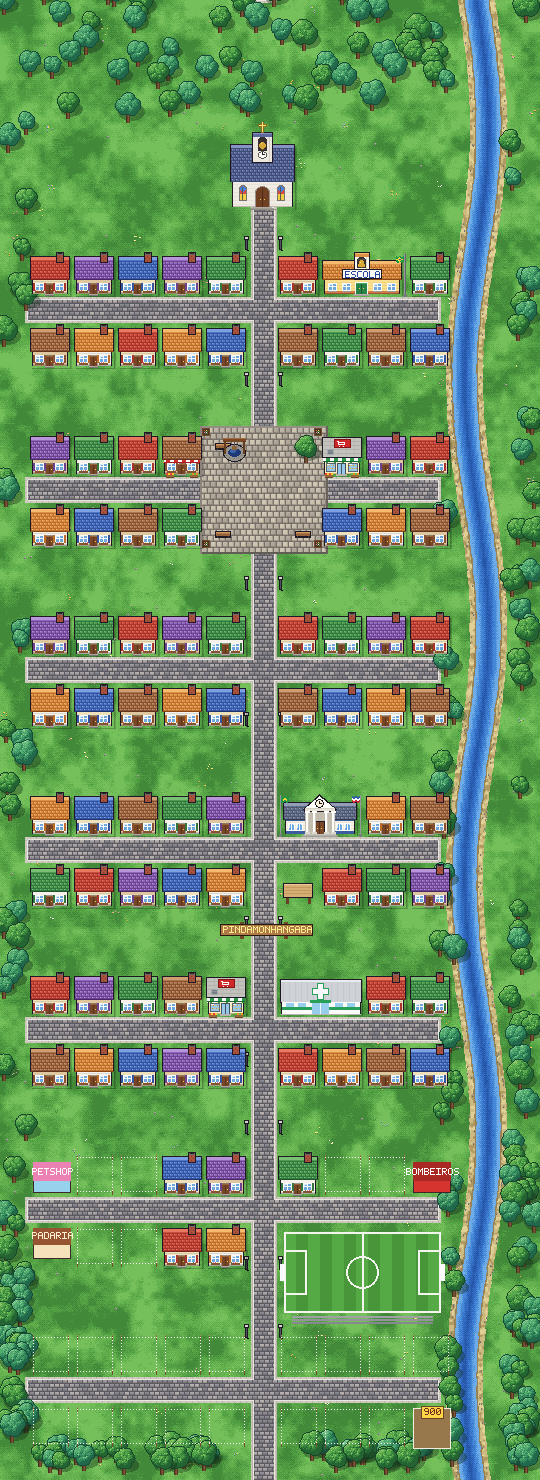 ESCOLA
PINDAMONHANGABA
PETSHOP
BOMBEIROS
PADARIA
900